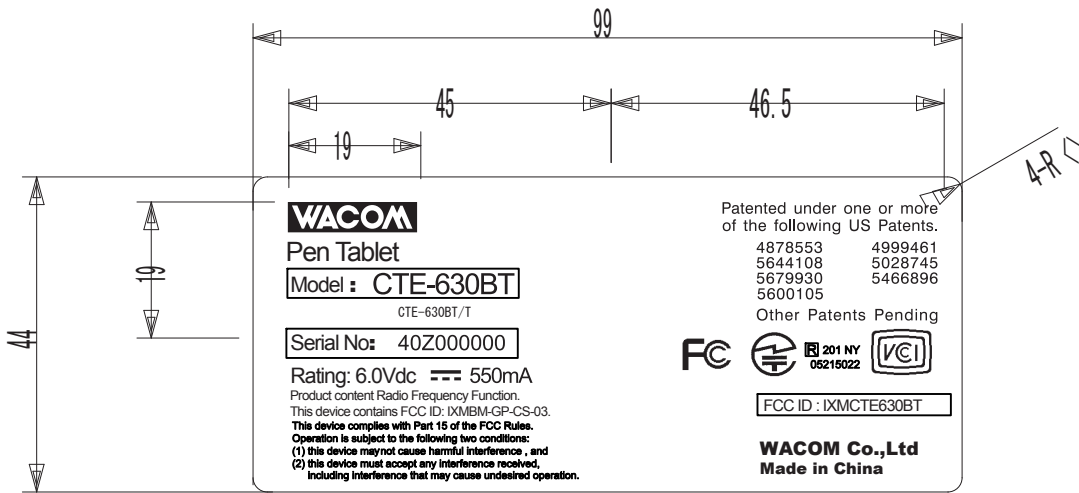 99
45
46.5
19
4-R
19
44
WACOM
Pen Tablet
Model : CTE-630BT
CTE-630BT/T
Serial No: 40Z000000
Rating: 6.0Vdc 550mA
Product content Radio Frequency Function.
This device contains FCC ID: IXMBM-GP-CS-03.
This device complies with Part 15 of the FCC Rules.
Operation is subject to the following two conditions:
(1) this device maynot cause harmful interference , and
(2) this device must accept any interference received,
including interference that may cause undesired operation.
Patented under one or more
of the following US Patents.
4878553 4999461
5644108 5028745
5679930 5466896
5600105
Other Patents Pending
FC
R 201 NY
05215022
VCI
FCC ID : IXMCTE630BT
WACOM Co.,Ltd
Made in China